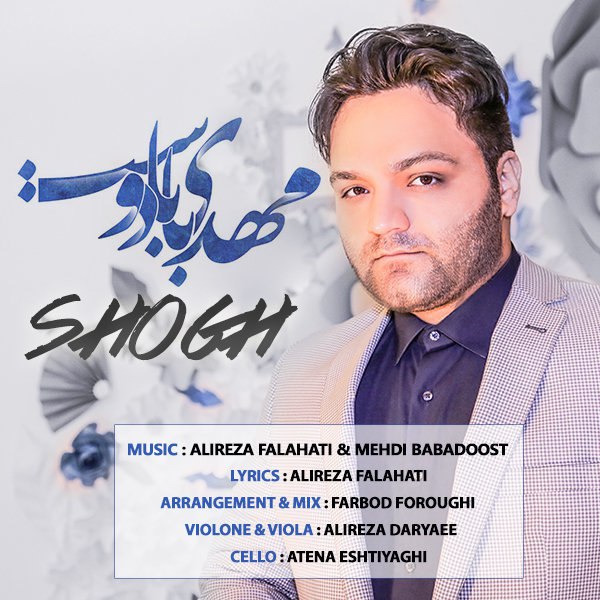 مهدی بابادوست
SHOGH
MUSIC : ALIREZA FALAHATI & MEHDI BABADOOST
LYRICS : ALIREZA FALAHATI
ARRANGEMENT & MIX : FARBOD FOROUGHI
VIOLONE & VIOLA : ALIREZA DARYAEE
CELLO : ATENA ESHTIYAGHI